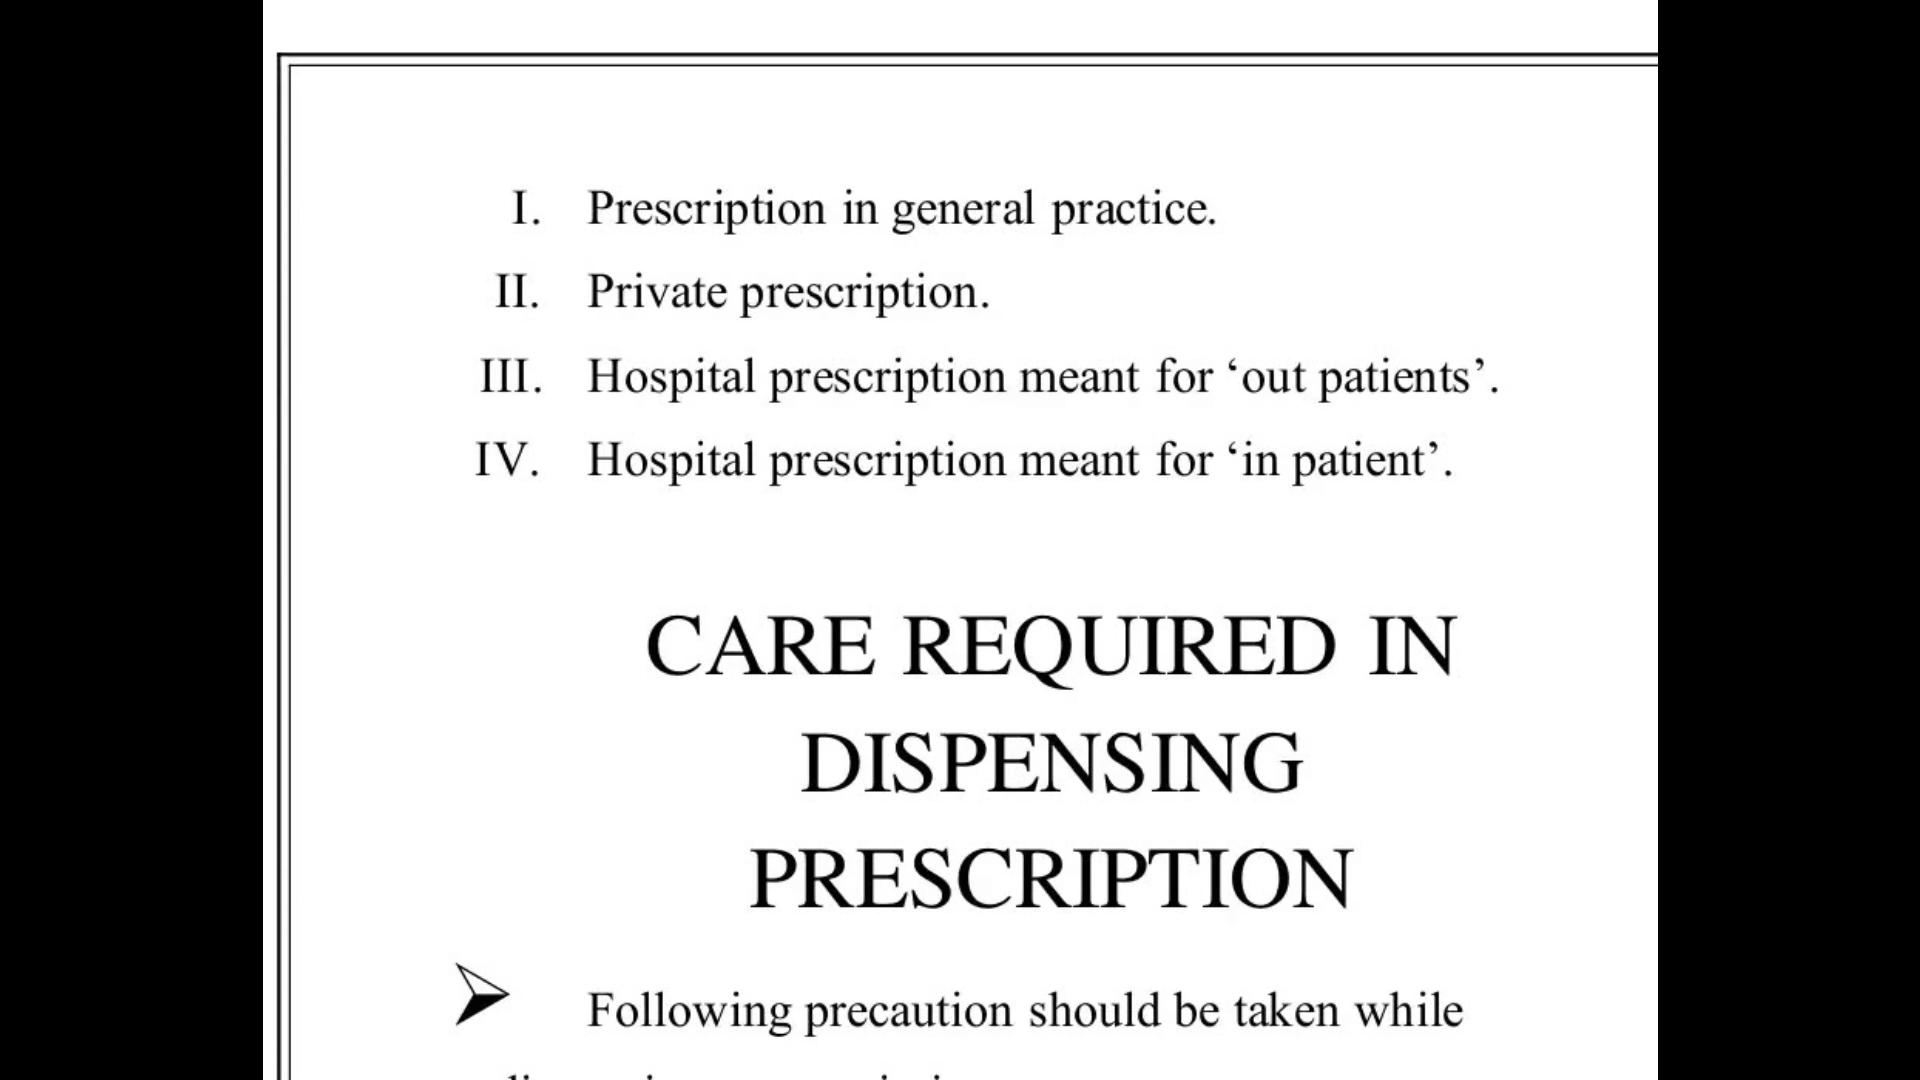 I. Prescription in general practice.
II. Private prescription.
III. Hospital prescription meant for ‘out patients’.
IV. Hospital prescription meant for ‘in patient’.
CARE REQUIRED IN
DISPENSING
PRESCRIPTION
➢ Following precaution should be taken while